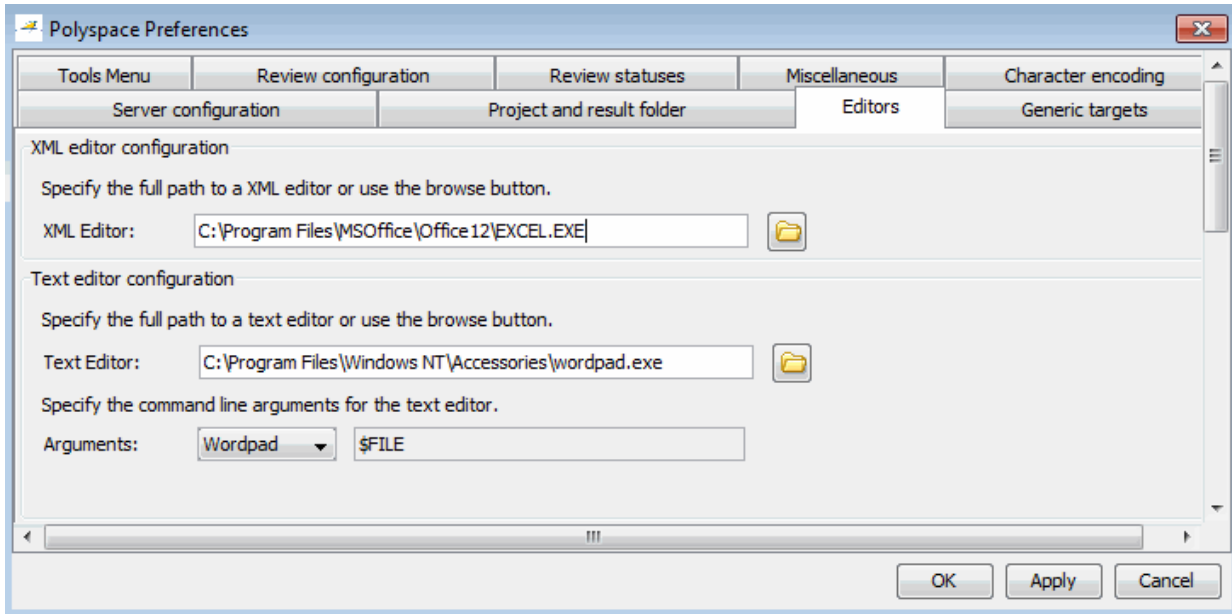 Polyspace Preferences
Tools Menu Review configuration Review statuses Miscellaneous Character encoding
Server configuration Project and result folder Editors Generic targets
XML editor configuration
Specify the full path to a XML editor or use the browse button.
XML Editor: C:\Program Files\MSOffice\Office12\EXCEL.EXE
Text editor configuration
Specify the full path to a text editor or use the browse button.
Text Editor: C:\Program Files\Windows NT\Accessories\wordpad.exe
Specify the command line arguments for the text editor.
Arguments: Wordpad $FILE
OK Apply Cancel